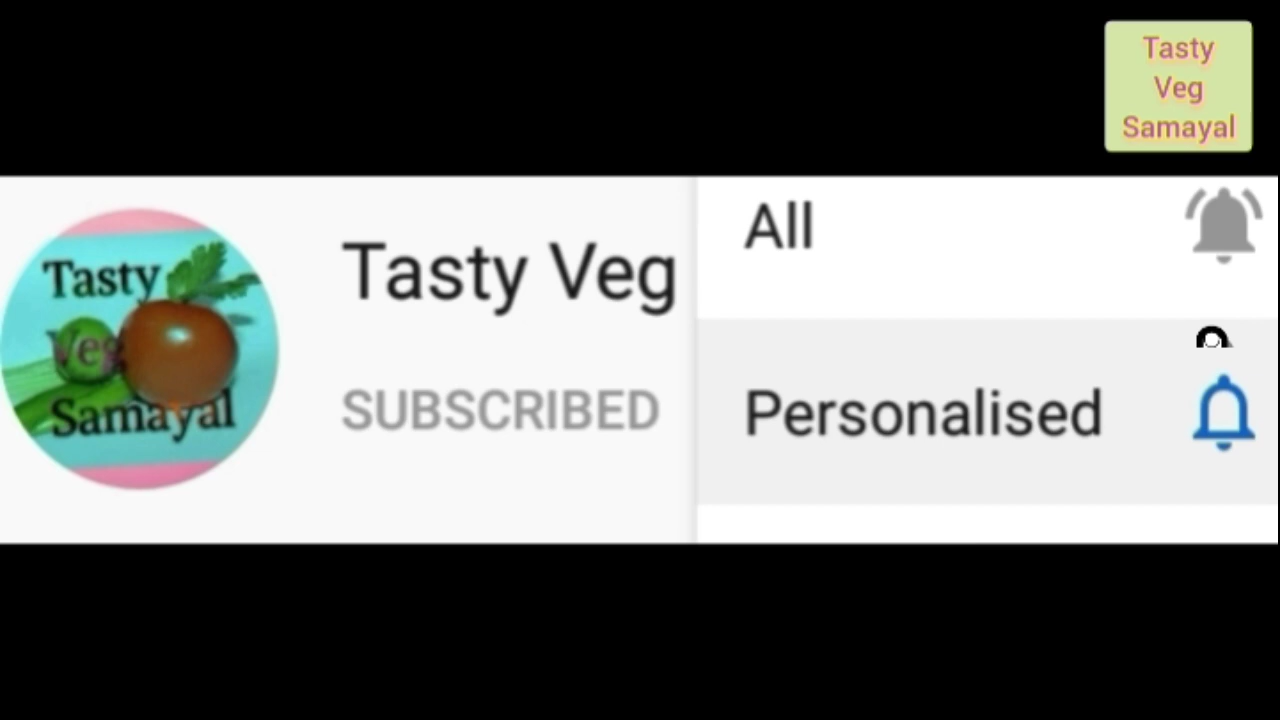 Tasty
Veg
Samayal
Tasty
Veg
Samayal
Tasty Veg
SUBSCRIBED
All
Personalised